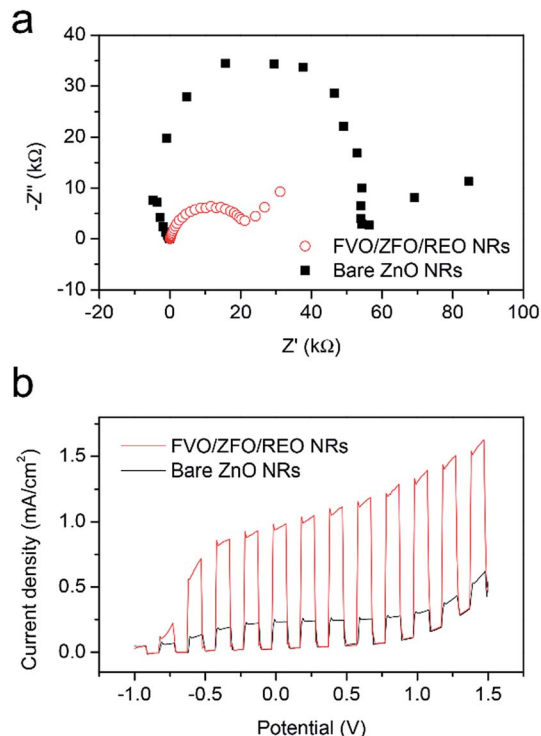 a
40
30
20
10
0
-10
-Z" (kΩ)
FVO/ZFO/REO NRs
Bare ZnO NRs
-20 0 20 40 60 80 100
Z' (kΩ)
b
FVO/ZFO/REO NRs
Bare ZnO NRs
1.5
1.0
0.5
0.0
Current density (mA/cm²)
-1.0 -0.5 0.0 0.5 1.0 1.5
Potential (V)